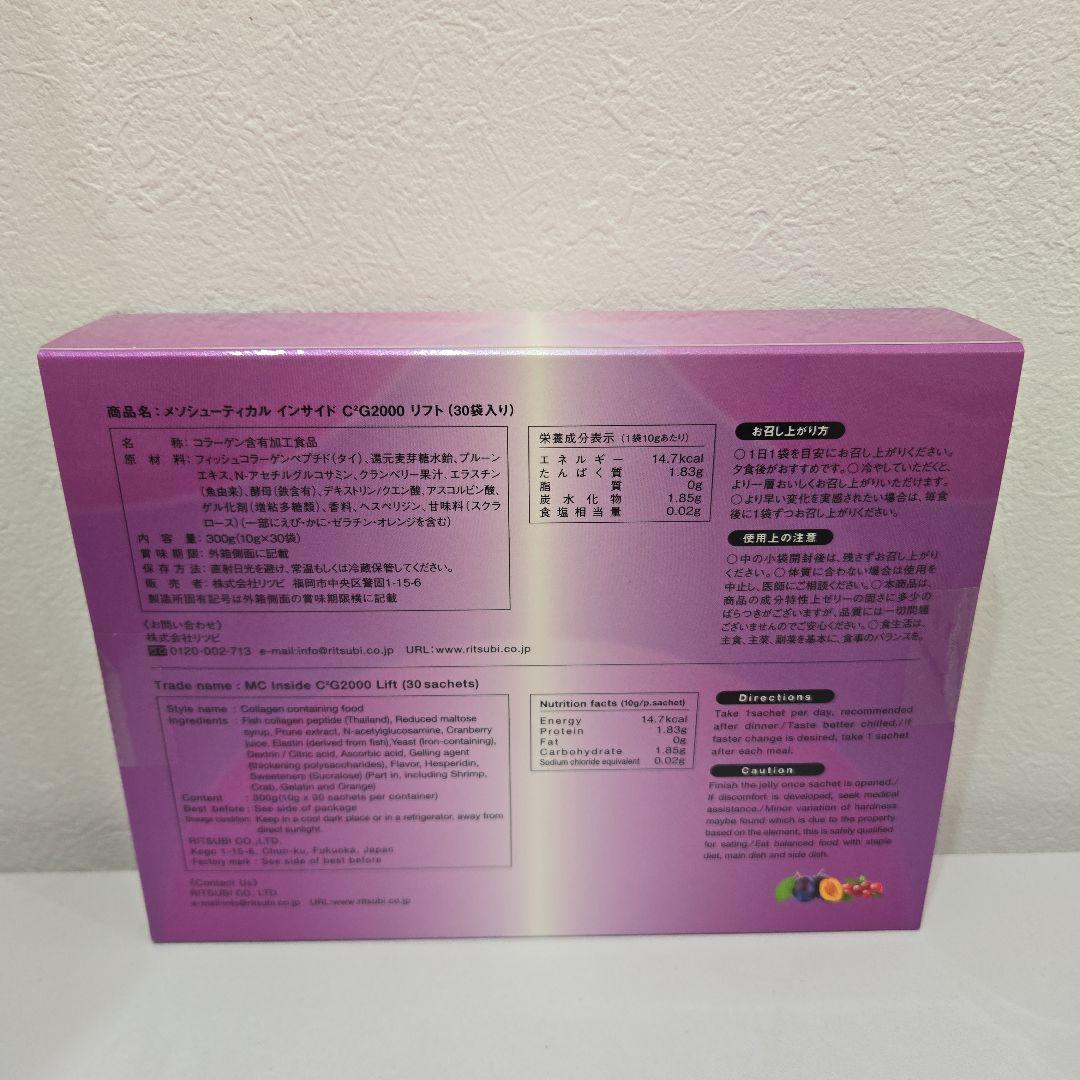 商品名：メソシューティカル インサイド C²G2000 リフト（30袋入り）
名　　称：コラーゲン含有加工食品
原 材 料：フィッシュコラーゲンペプチド（タイ）、還元麦芽糖水飴、プルーン
エキス、N-アセチルグルコサミン、クランベリー果汁、エラスチン
（魚由来）、酵母（鉄含有）、デキストリン/クエン酸、アスコルビン酸、
ゲル化剤（増粘多糖類）、香料、ヘスペリジン、甘味料（スクラ
ロース）（一部にえび・かに・ゼラチン・オレンジを含む）
内 容 量：300g（10g×30袋）
賞味期限：外箱側面に記載
保存方法：直射日光を避け、常温もしくは冷蔵保管してください。
販 売 者：株式会社リツビ 福岡市中央区警固1-15-6
製造所固有記号は外箱側面の賞味期限横に記載
《お問い合わせ》
株式会社リツビ
0120-002-713 e-mail:info@ritsubi.co.jp URL:www.ritsubi.co.jp
栄養成分表示（1袋10gあたり）
エネルギー 14.7kcal
たんぱく質 1.83g
脂質 0g
炭水化物 1.85g
食塩相当量 0.02g
お召し上がり方
○1日1袋を目安にお召し上がりください。
夕食後がおすすめです。○冷やしていただくと、
より一層おいしくお召し上がりいただけます。
○より早い変化を実感されたい場合は、毎食
後に1袋ずつお召し上がりください。
使用上の注意
○中の小袋開封後は、残さずお召し上がり
ください。○体質に合わない場合は使用を
中止し、医師にご相談ください。○本商品は、
商品の成分特性上ゼリーの固さに多少の
ばらつきがございますが、品質には一切問題
ございませんのでご安心ください。○食生活は、
主食、主菜、副菜を基本に、食事のバランスを。
Trade name : MC Inside C²G2000 Lift (30 sachets)
Style name : Collagen containing food
Ingredients : Fish collagen peptide (Thailand), Reduced maltose
syrup, Prune extract, N-acetylglucosamine, Cranberry
juice, Elastin (derived from fish),Yeast (Iron-containing),
Dextrin / Citric acid, Ascorbic acid, Gelling agent
(thickening polysaccharides), Flavor, Hesperidin,
Sweeteners (Sucralose) (Part in, including Shrimp,
Crab, Gelatin and Orange)
Content : 300g(10g x 30 sachets per container)
Best before : See side of package
Storage condition: Keep in a cool dark place or in a refrigerator, away from
direct sunlight.
RITSUBI CO.,LTD.
Kego 1-15-6, Chuo-ku, Fukuoka, Japan
Factory mark : See side of best before
《Contact Us》
RITSUBI CO., LTD.
e-mail:info@ritsubi.co.jp URL:www.ritsubi.co.jp
Nutrition facts (10g/p.sachet)
Energy 14.7kcal
Protein 1.83g
Fat 0g
Carbohydrate 1.85g
Sodium chloride equivalent 0.02g
Directions
Take 1sachet per day, recommended
after dinner./Taste better chilled./If
faster change is desired, take 1 sachet
after each meal.
Caution
Finish the jelly once sachet is opened./
If discomfort is developed, seek medical
assistance./Minor variation of hardness
maybe found which is due to the property
based on the element, this is safely qualified
for eating./Eat balanced food with staple
diet, main dish and side dish.